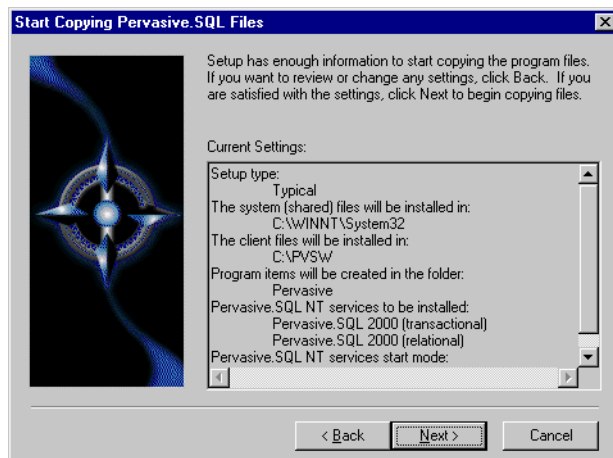 Start Copying Pervasive.SQL Files
Setup has enough information to start copying the program files.
If you want to review or change any settings, click Back. If you
are satisfied with the settings, click Next to begin copying files.
Current Settings:
Setup type:
Typical
The system (shared) files will be installed in:
C:\WINNT\System32
The client files will be installed in:
C:\PVSW
Program items will be created in the folder:
Pervasive
Pervasive.SQL NT services to be installed:
Pervasive.SQL 2000 (transactional)
Pervasive.SQL 2000 (relational)
Pervasive.SQL NT services start mode:
< Back Next > Cancel